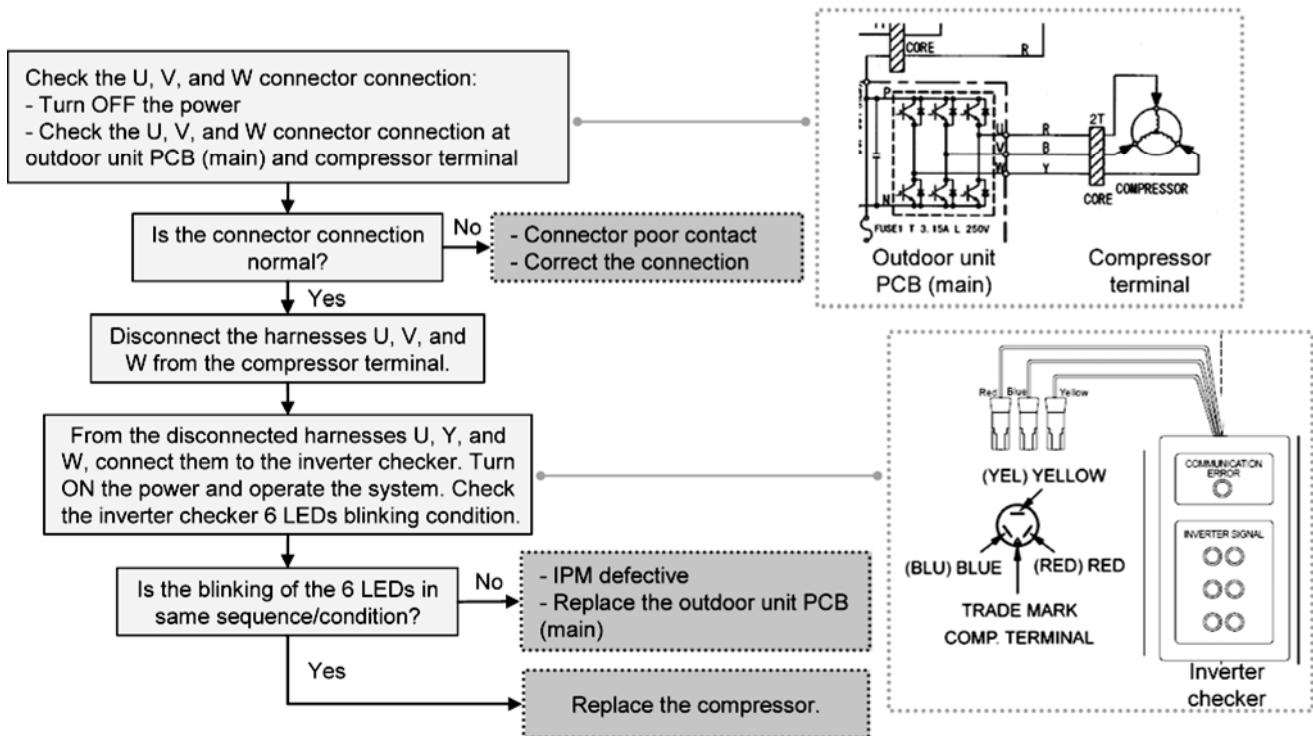 Check the U, V, and W connector connection:
- Turn OFF the power
- Check the U, V, and W connector connection at
outdoor unit PCB (main) and compressor terminal
Is the connector connection
normal?
No
- Connector poor contact
- Correct the connection
Yes
Disconnect the harnesses U, V, and
W from the compressor terminal.
From the disconnected harnesses U, Y, and
W, connect them to the inverter checker. Turn
ON the power and operate the system. Check
the inverter checker 6 LEDs blinking condition.
Is the blinking of the 6 LEDs in
same sequence/condition?
No
- IPM defective
- Replace the outdoor unit PCB
(main)
Yes
Replace the compressor.
CORE
R
P
2T
U
R
V
B
W
Y
N
CORE
COMPRESSOR
FUSE1 T 3.15A L 250V
Outdoor unit
PCB (main)
Compressor
terminal
Red
Blue
Yellow
(YEL) YELLOW
(BLU) BLUE
(RED) RED
TRADE MARK
COMP. TERMINAL
COMMUNICATION
ERROR
INVERTER SIGNAL
Inverter
checker